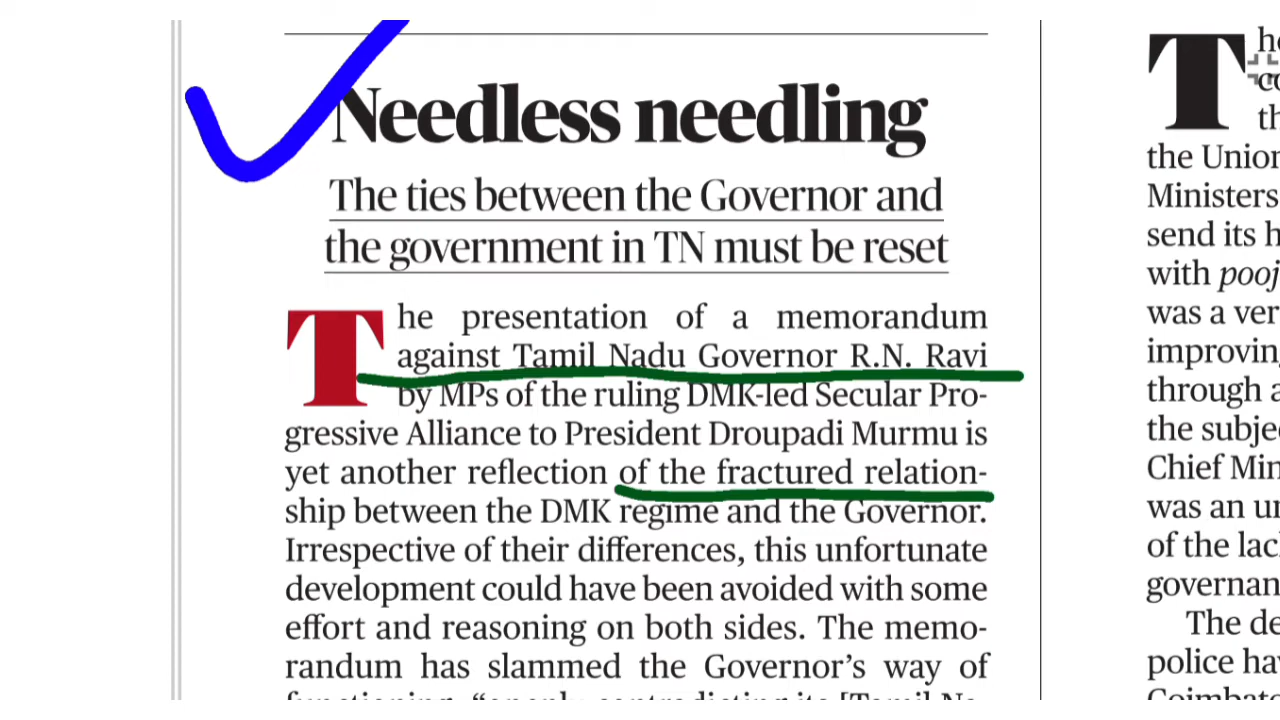 Needless needling
The ties between the Governor and
the government in TN must be reset
The presentation of a memorandum
against Tamil Nadu Governor R.N. Ravi
by MPs of the ruling DMK-led Secular Pro-
gressive Alliance to President Droupadi Murmu is
yet another reflection of the fractured relation-
ship between the DMK regime and the Governor.
Irrespective of their differences, this unfortunate
development could have been avoided with some
effort and reasoning on both sides. The memo-
randum has slammed the Governor's way of
the Union
Ministers
send its h
with pooj
was a ver
improvin
through a
the subje
Chief Min
was an un
of the lac
governan
The de
police hav